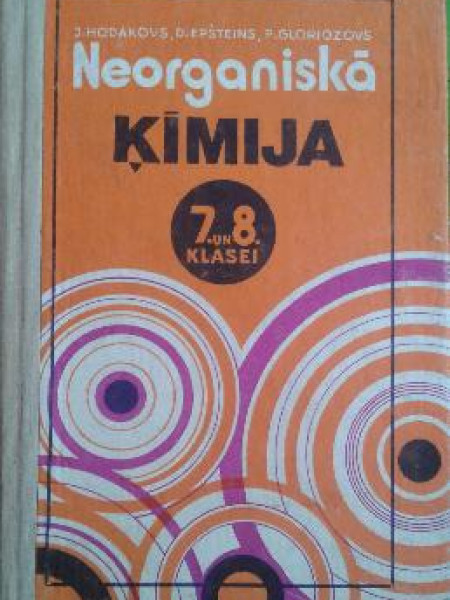 J. HODAKOVS, D. EPŠTEINS, P. GLORIOZOVS
Neorganiskā
ĶĪMIJA
7. UN 8.
KLASEI